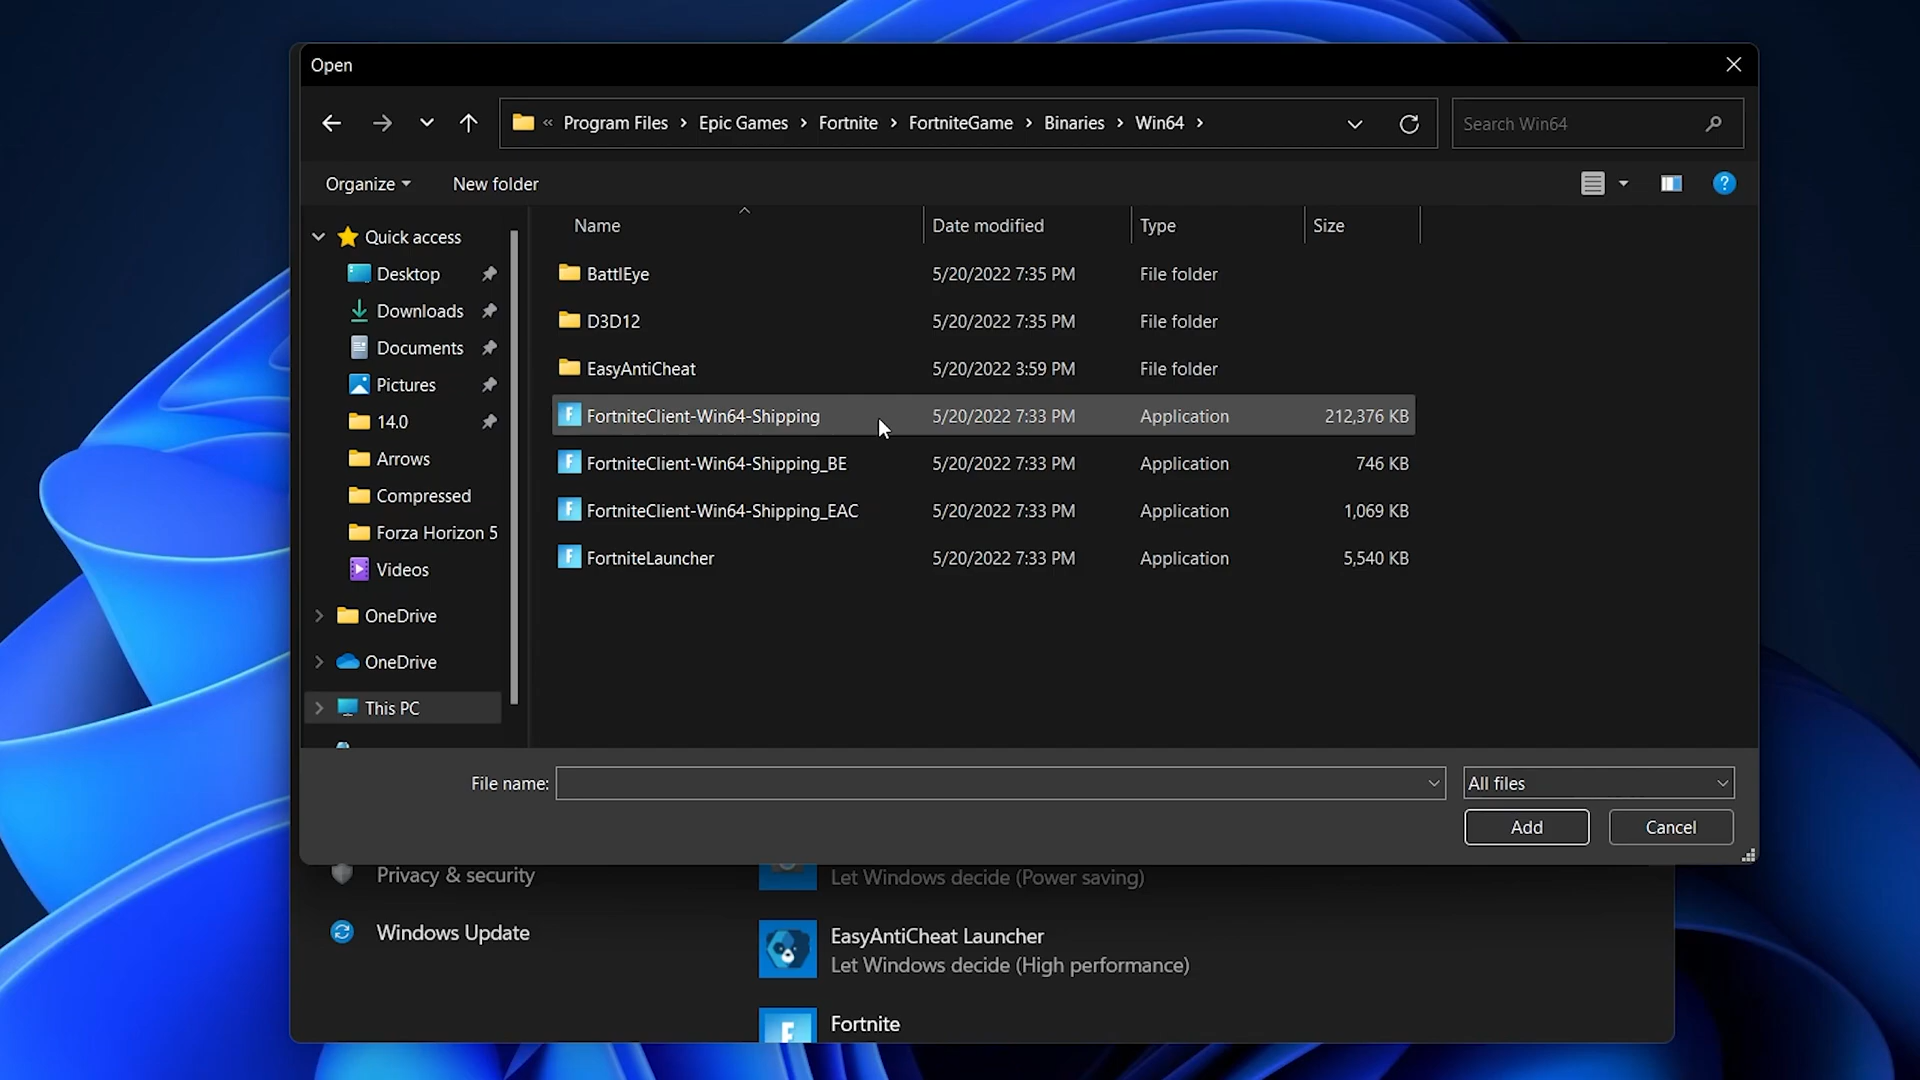 Open
« Program Files > Epic Games > Fortnite > FortniteGame > Binaries > Win64 >
Search Win64
Organize
New folder
?
Name
Date modified
Type
Size
Quick access
Desktop
Downloads
Documents
Pictures
14.0
Arrows
Compressed
Forza Horizon 5
Videos
OneDrive
OneDrive
This PC
BattlEye 5/20/2022 7:35 PM File folder
D3D12 5/20/2022 7:35 PM File folder
EasyAntiCheat 5/20/2022 3:59 PM File folder
FortniteClient-Win64-Shipping 5/20/2022 7:33 PM Application 212,376 KB
FortniteClient-Win64-Shipping_BE 5/20/2022 7:33 PM Application 746 KB
FortniteClient-Win64-Shipping_EAC 5/20/2022 7:33 PM Application 1,069 KB
FortniteLauncher 5/20/2022 7:33 PM Application 5,540 KB
File name:
All files
Add
Cancel
Privacy & security
Windows Update
Let Windows decide (Power saving)
EasyAntiCheat Launcher
Let Windows decide (High performance)
Fortnite